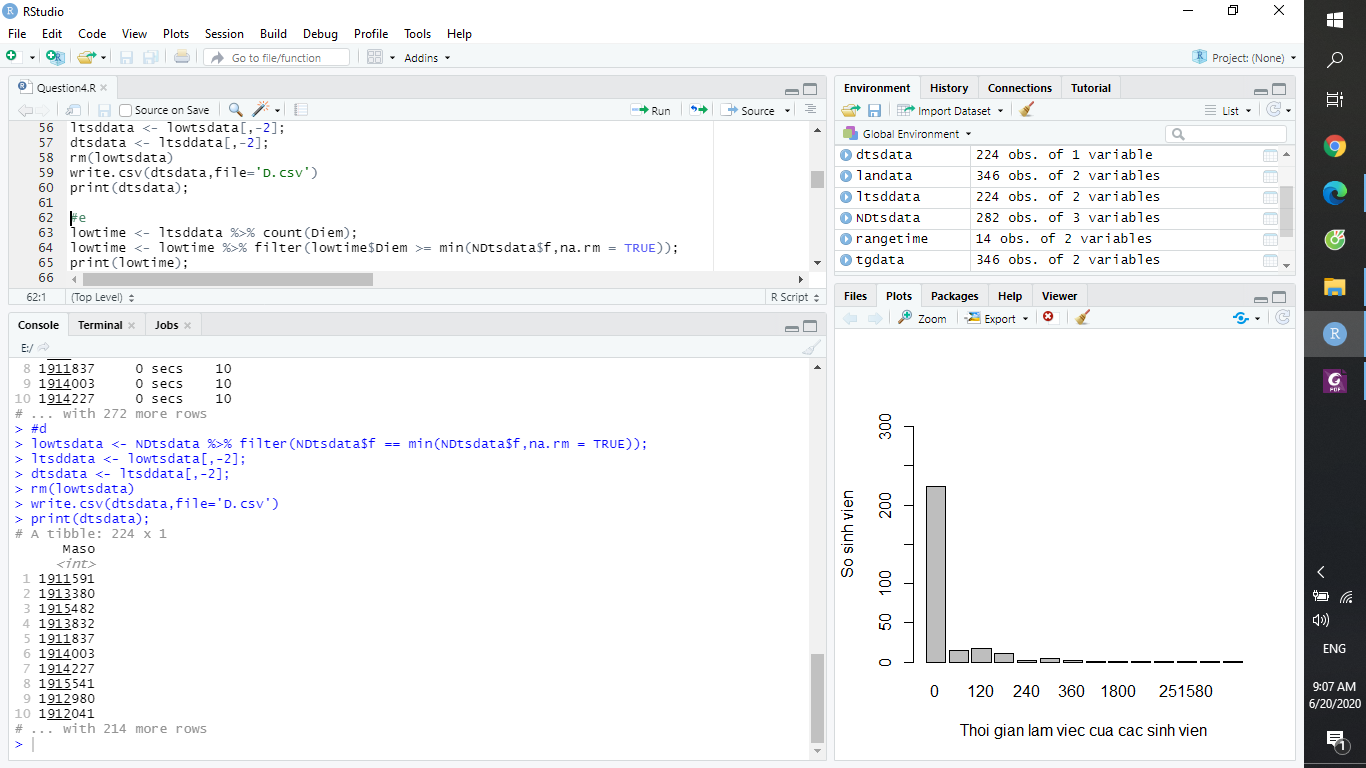 RStudio
File Edit Code View Plots Session Build Debug Profile Tools Help
Go to file/function
Addins
Project: (None)
Question4.R
Source on Save
Run
Source
56 ltsddata <- lowtsdata[,-2];
57 dtsdata <- ltsddata[,-2];
58 rm(lowtsdata)
59 write.csv(dtsdata,file='D.csv')
60 print(dtsdata);
61
62 #e
63 lowtime <- ltsddata %>% count(Diem);
64 lowtime <- lowtime %>% filter(lowtime$Diem >= min(NDtsdata$f,na.rm = TRUE));
65 print(lowtime);
66
62:1 (Top Level) R Script
Console Terminal Jobs
E:/
8 1911837 0 secs 10
9 1914003 0 secs 10
10 1914227 0 secs 10
# ... with 272 more rows
> #d
> lowtsdata <- NDtsdata %>% filter(NDtsdata$f == min(NDtsdata$f,na.rm = TRUE));
> ltsddata <- lowtsdata[,-2];
> dtsdata <- ltsddata[,-2];
> rm(lowtsdata)
> write.csv(dtsdata,file='D.csv')
> print(dtsdata);
# A tibble: 224 x 1
Maso
<int>
1 1911591
2 1913380
3 1915482
4 1913832
5 1911837
6 1914003
7 1914227
8 1915541
9 1912980
10 1912041
# ... with 214 more rows
>
Environment History Connections Tutorial
Import Dataset
List
Global Environment
dtsdata 224 obs. of 1 variable
landata 346 obs. of 2 variables
ltsddata 224 obs. of 2 variables
NDtsdata 282 obs. of 3 variables
rangetime 14 obs. of 2 variables
tgdata 346 obs. of 2 variables
Files Plots Packages Help Viewer
Zoom
Export
So sinh vien
300
200
100
50
0
0 120 240 360 1800 251580
Thoi gian lam viec cua cac sinh vien
R
PDF
ENG
9:07 AM
6/20/2020
1